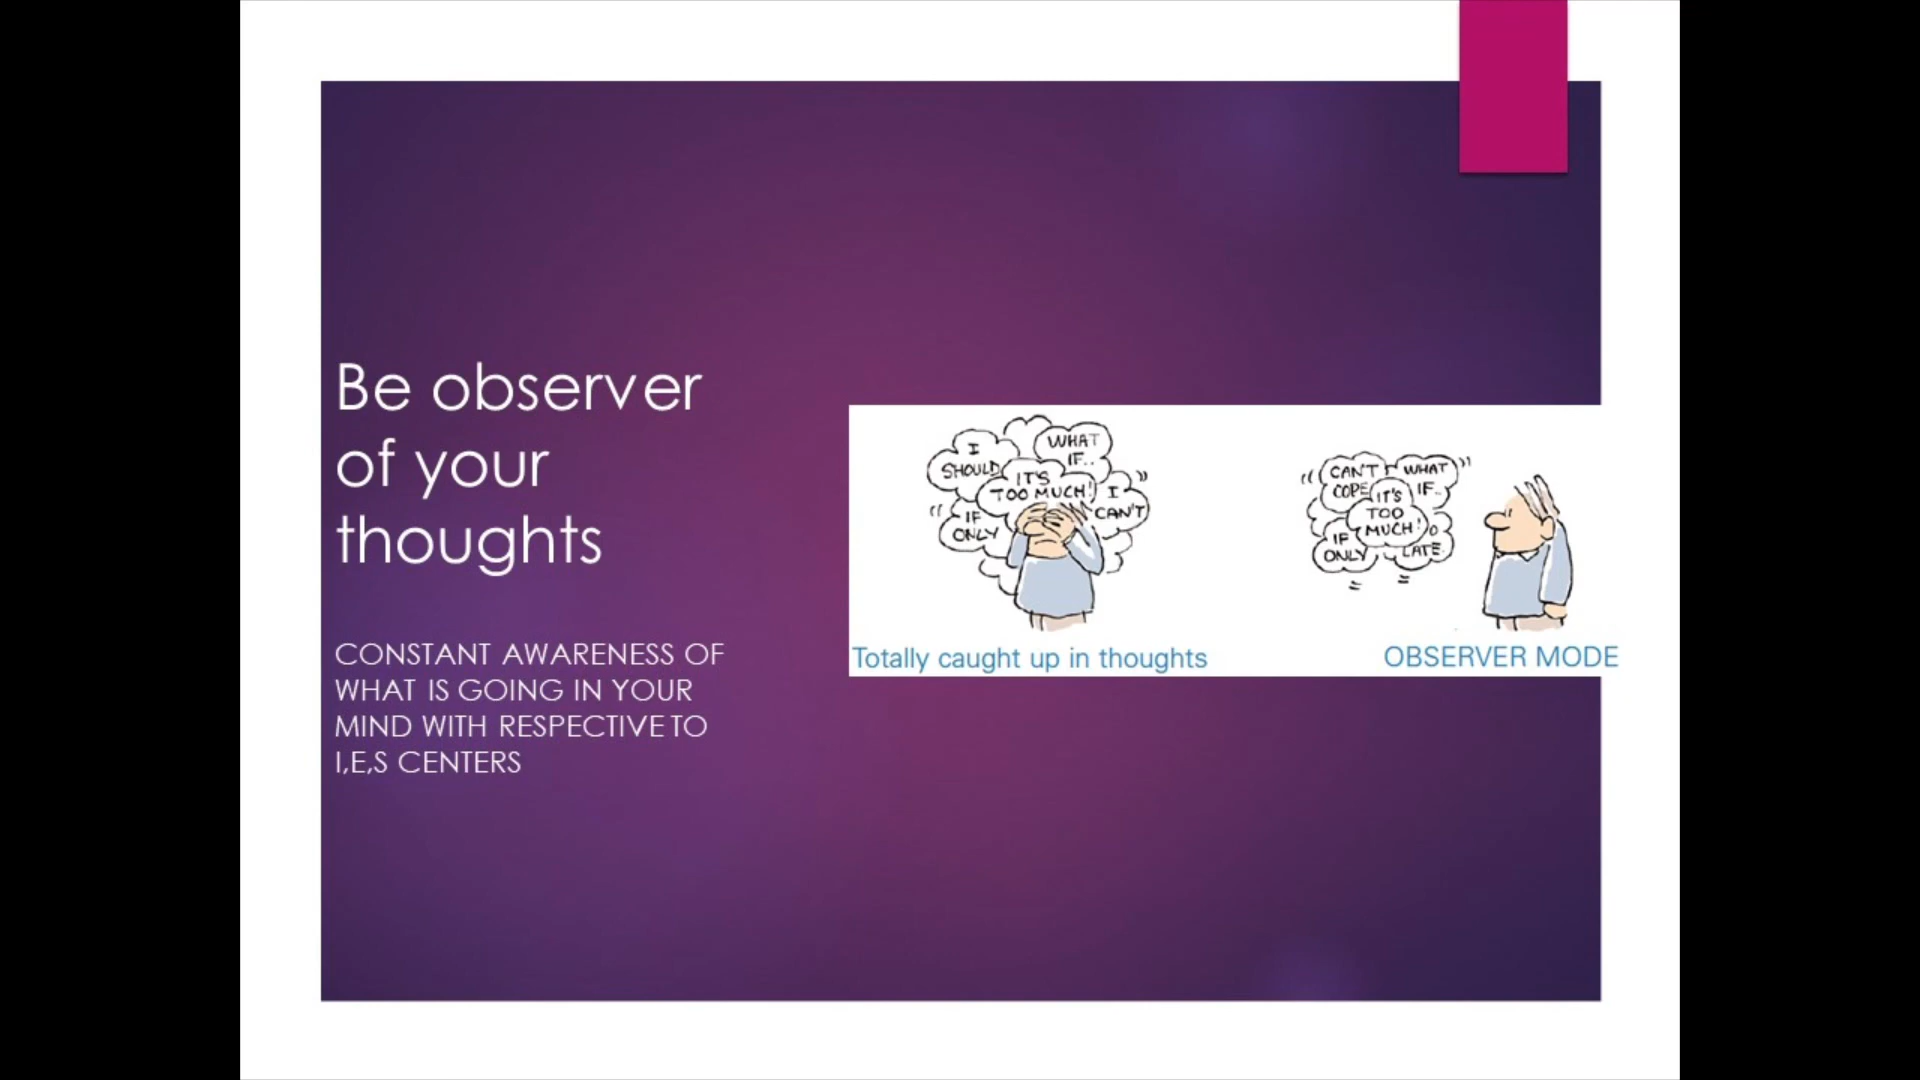 Be observer
of your
thoughts
CONSTANT AWARENESS OF
WHAT IS GOING IN YOUR
MIND WITH RESPECTIVE TO
I,E,S CENTERS
I
SHOULD
WHAT
IF..
IT'S
TOO MUCH!
I
CAN'T
IF
ONLY
Totally caught up in thoughts
CAN'T
COPE
WHAT
IF..
IT'S
TOO
MUCH!
IF
ONLY
LATE
OBSERVER MODE